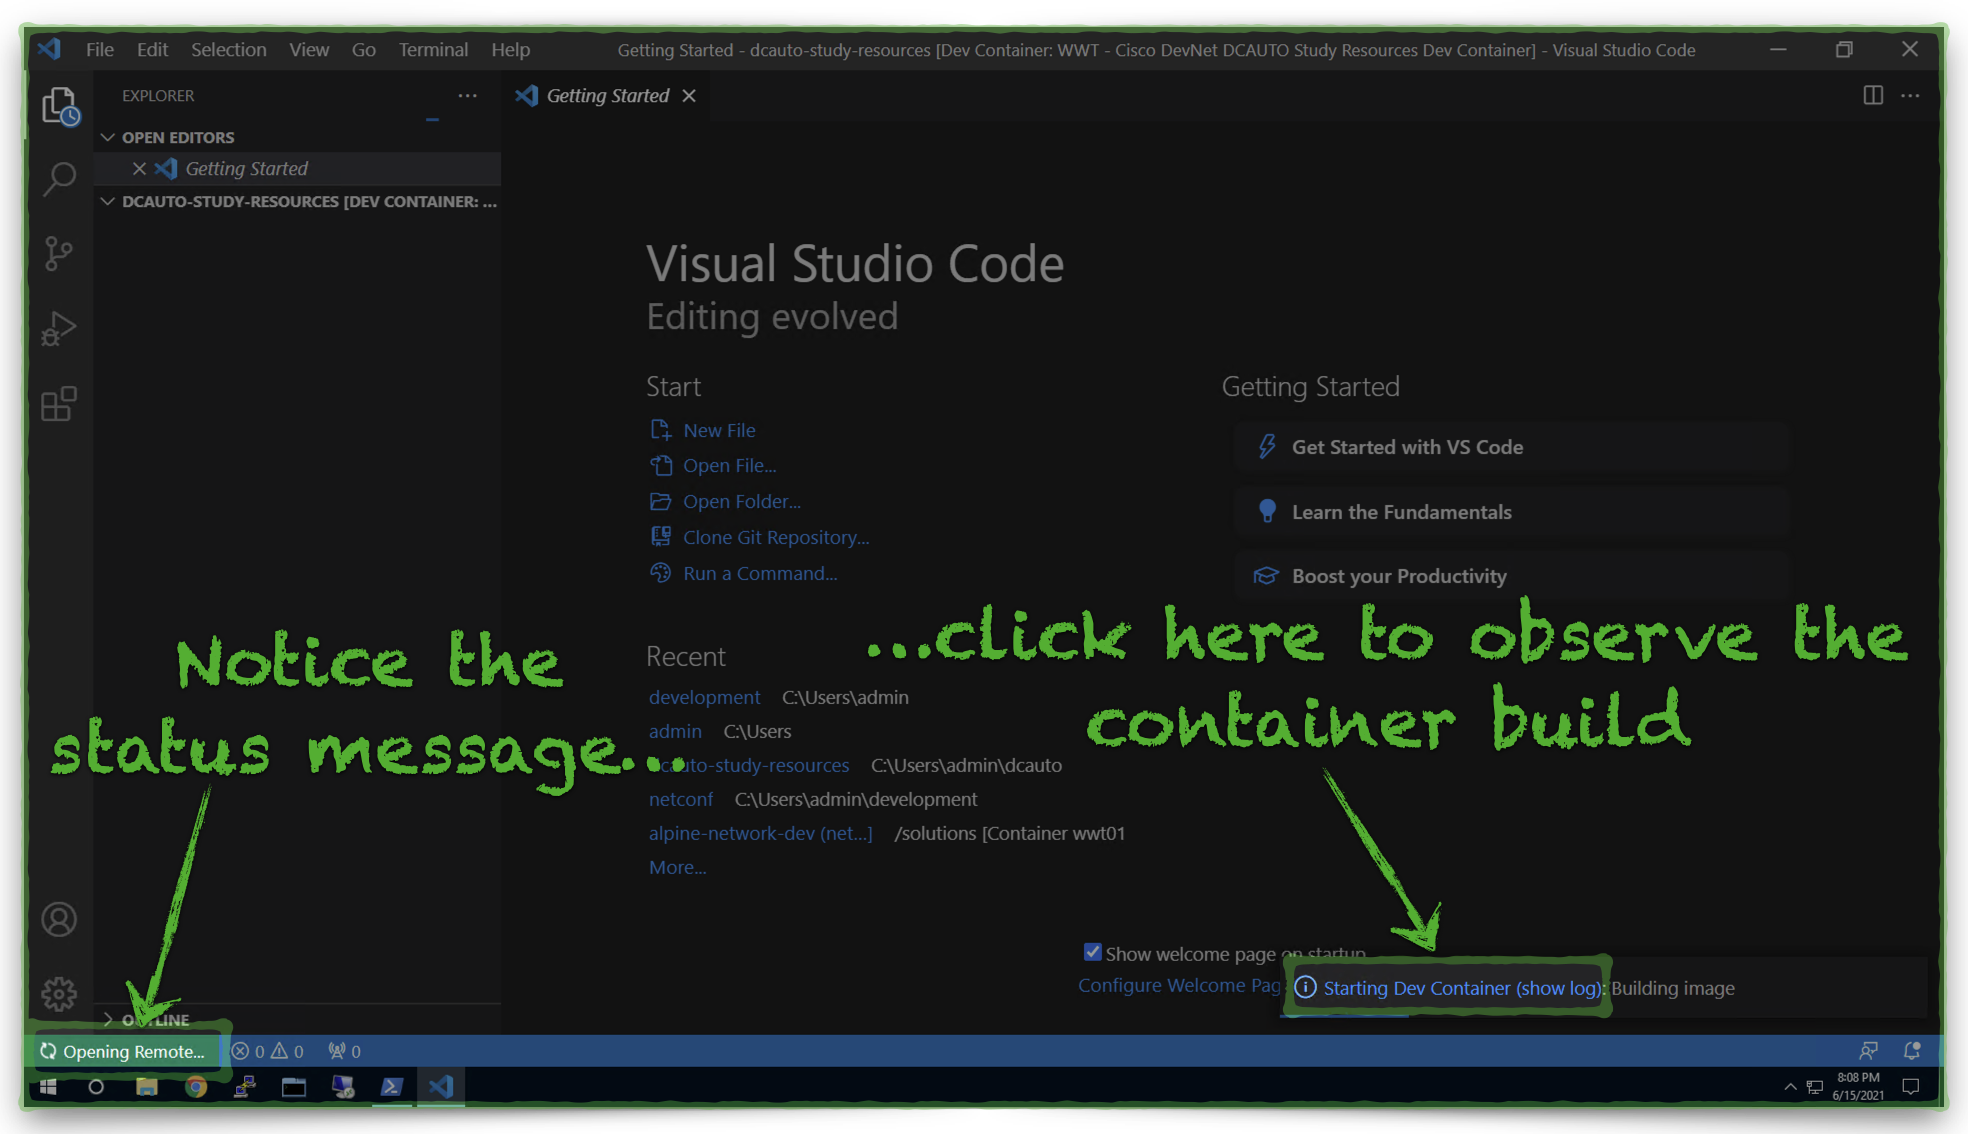 File Edit Selection View Go Terminal Help Getting Started - dcauto-study-resources [Dev Container: WWT - Cisco DevNet DCAUTO Study Resources Dev Container] - Visual Studio Code
EXPLORER
Getting Started
OPEN EDITORS
Getting Started
DCAUTO-STUDY-RESOURCES [DEV CONTAINER: ...
Visual Studio Code
Editing evolved
Start
New File
Open File...
Open Folder...
Clone Git Repository...
Run a Command...
Getting Started
Get Started with VS Code
Learn the Fundamentals
Boost your Productivity
Notice the
status message...
...click here to observe the
container build
Recent
development C:\Users\admin
admin C:\Users
cauto-study-resources C:\Users\admin\dcauto
netconf C:\Users\admin\development
alpine-network-dev (net...] /solutions [Container wwt01
More...
Show welcome page on startup
Configure Welcome Pag
Starting Dev Container (show log): Building image
OUTLINE
Opening Remote... 0 0 0
8:08 PM
6/15/2021